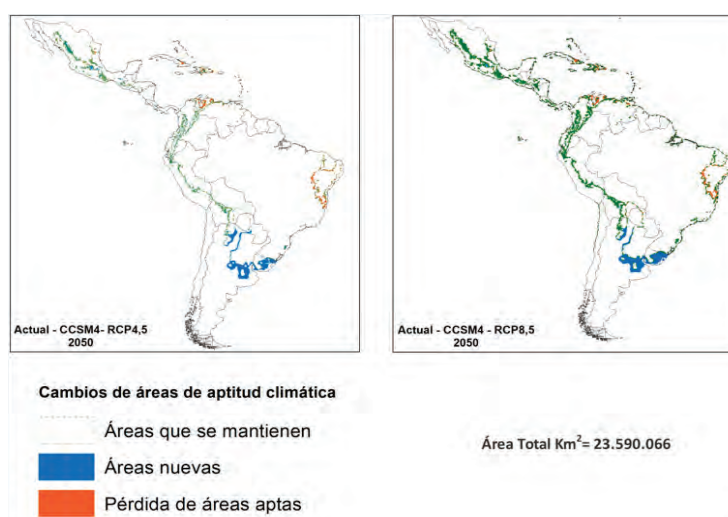 Actual - CCSM4- RCP4,5
2050
Actual - CCSM4 - RCP8,5
2050
Cambios de áreas de aptitud climática
Áreas que se mantienen
Áreas nuevas
Pérdida de áreas aptas
Área Total Km²= 23.590.066